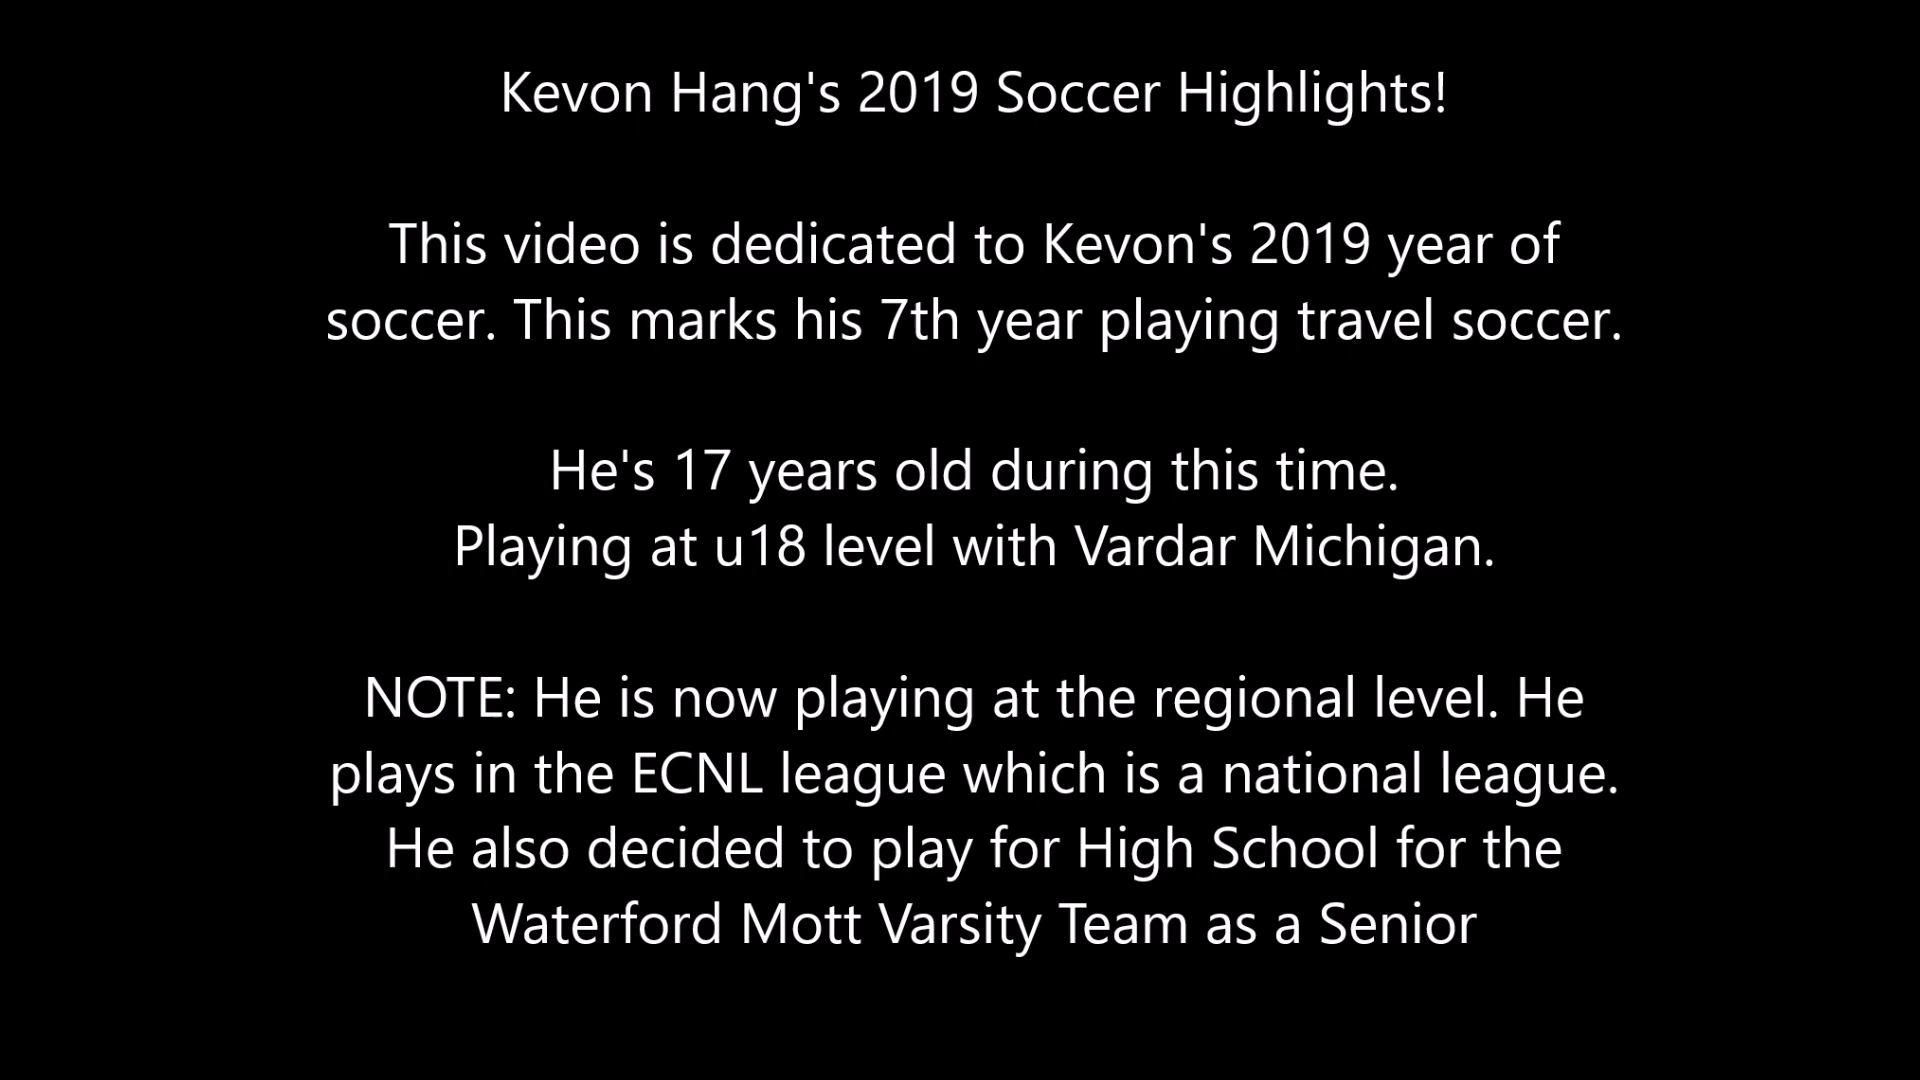 Kevon Hang's 2019 Soccer Highlights!
This video is dedicated to Kevon's 2019 year of
soccer. This marks his 7th year playing travel soccer.
He's 17 years old during this time.
Playing at u18 level with Vardar Michigan.
NOTE: He is now playing at the regional level. He
plays in the ECNL league which is a national league.
He also decided to play for High School for the
Waterford Mott Varsity Team as a Senior